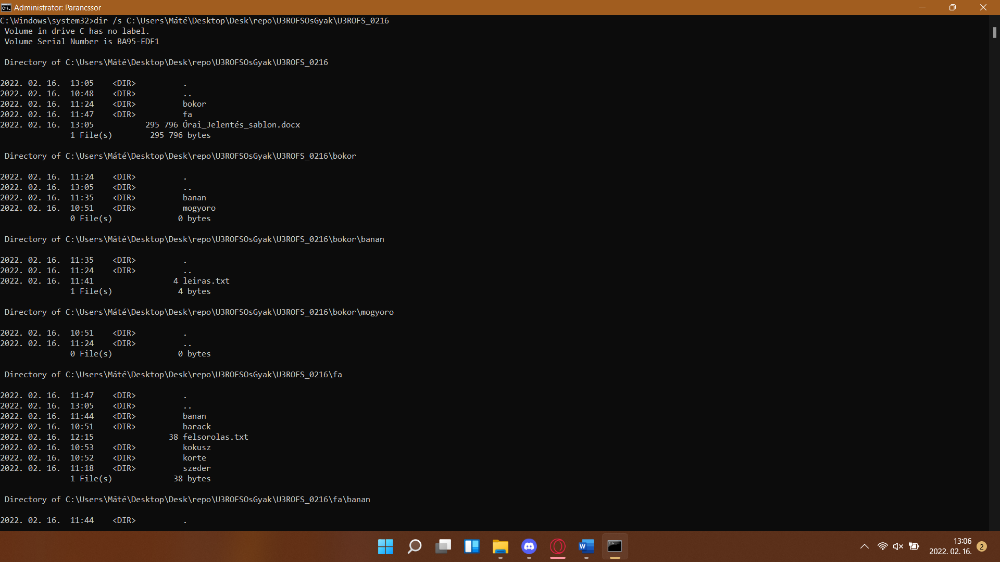 Administrator: Parancssor
C:\Windows\system32>dir /s C:\Users\Máté\Desktop\Desk\repo\U3ROFSOsGyak\U3ROFS_0216
 Volume in drive C has no label.
 Volume Serial Number is BA95-EDF1
 Directory of C:\Users\Máté\Desktop\Desk\repo\U3ROFSOsGyak\U3ROFS_0216
2022. 02. 16.  13:05    <DIR>          .
2022. 02. 16.  10:48    <DIR>          ..
2022. 02. 16.  11:24    <DIR>          bokor
2022. 02. 16.  11:47    <DIR>          fa
2022. 02. 16.  13:05           295 796 Órai_Jelentés_sablon.docx
               1 File(s)        295 796 bytes
 Directory of C:\Users\Máté\Desktop\Desk\repo\U3ROFSOsGyak\U3ROFS_0216\bokor
2022. 02. 16.  11:24    <DIR>          .
2022. 02. 16.  13:05    <DIR>          ..
2022. 02. 16.  11:35    <DIR>          banan
2022. 02. 16.  10:51    <DIR>          mogyoro
               0 File(s)              0 bytes
 Directory of C:\Users\Máté\Desktop\Desk\repo\U3ROFSOsGyak\U3ROFS_0216\bokor\banan
2022. 02. 16.  11:35    <DIR>          .
2022. 02. 16.  11:24    <DIR>          ..
2022. 02. 16.  11:41                 4 leiras.txt
               1 File(s)              4 bytes
 Directory of C:\Users\Máté\Desktop\Desk\repo\U3ROFSOsGyak\U3ROFS_0216\bokor\mogyoro
2022. 02. 16.  10:51    <DIR>          .
2022. 02. 16.  11:24    <DIR>          ..
               0 File(s)              0 bytes
 Directory of C:\Users\Máté\Desktop\Desk\repo\U3ROFSOsGyak\U3ROFS_0216\fa
2022. 02. 16.  11:47    <DIR>          .
2022. 02. 16.  13:05    <DIR>          ..
2022. 02. 16.  11:44    <DIR>          banan
2022. 02. 16.  10:51    <DIR>          barack
2022. 02. 16.  12:15                38 felsorolas.txt
2022. 02. 16.  10:53    <DIR>          kokusz
2022. 02. 16.  10:52    <DIR>          korte
2022. 02. 16.  11:18    <DIR>          szeder
               1 File(s)             38 bytes
 Directory of C:\Users\Máté\Desktop\Desk\repo\U3ROFSOsGyak\U3ROFS_0216\fa\banan
2022. 02. 16.  11:44    <DIR>          .
13:06
2022. 02. 16.
2